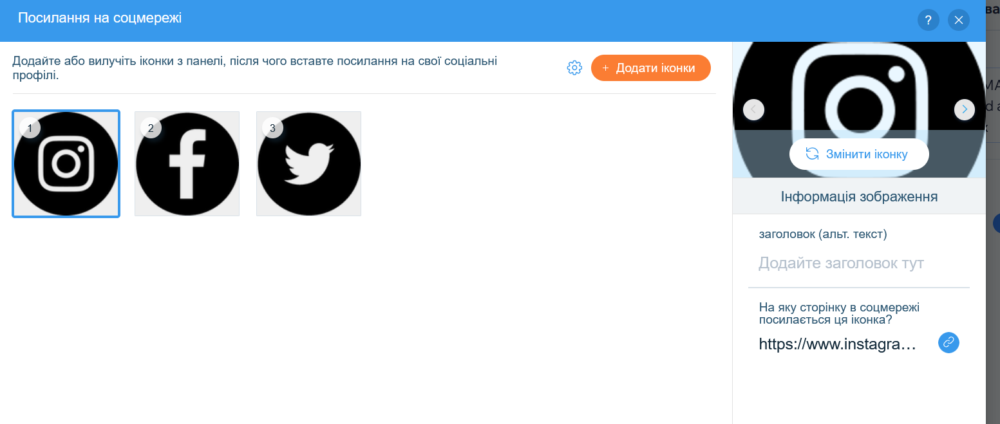 Посилання на соцмережі
?
Додайте або вилучіть іконки з панелі, після чого вставте посилання на свої соціальні
профілі.
+ Додати іконки
1
2
3
Змінити іконку
Інформація зображення
заголовок (альт. текст)
Додайте заголовок тут
На яку сторінку в соцмережі
посилається ця іконка?
https://www.instagra...